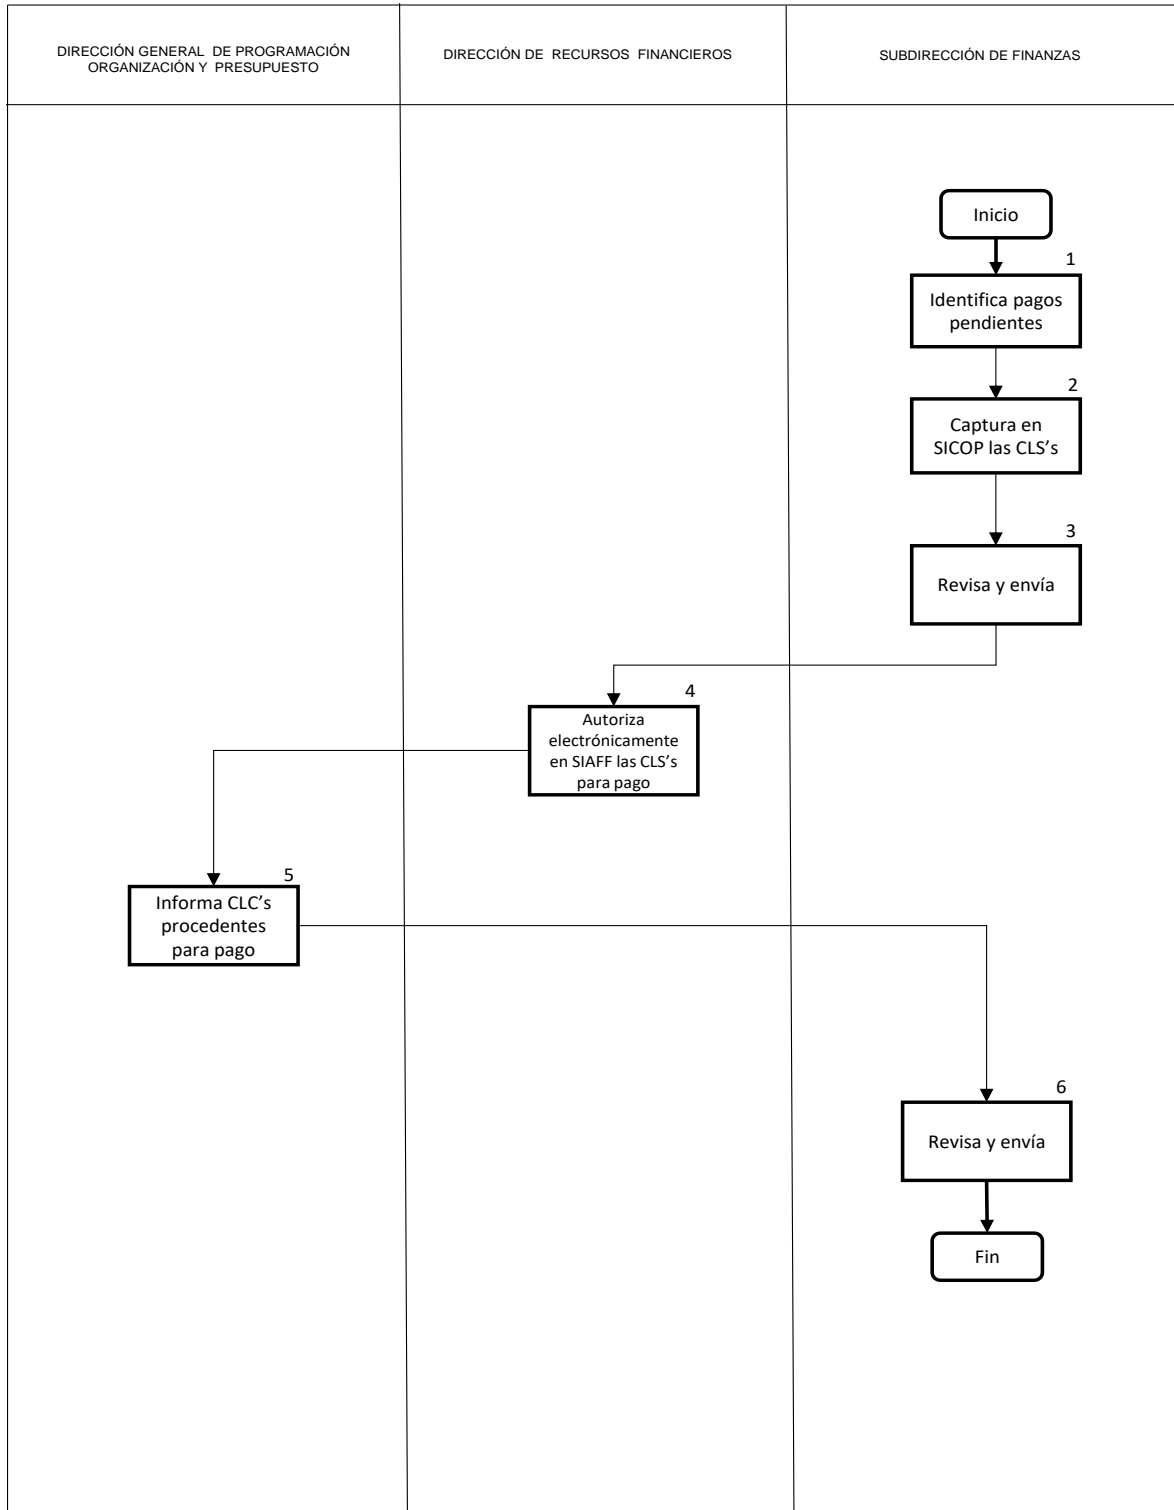 DIRECCIÓN GENERAL DE PROGRAMACIÓN
ORGANIZACIÓN Y PRESUPUESTO
DIRECCIÓN DE RECURSOS FINANCIEROS
SUBDIRECCIÓN DE FINANZAS
Inicio
1
Identifica pagos
pendientes
2
Captura en
SICOP las CLS’s
3
Revisa y envía
4
Autoriza
electrónicamente
en SIAFF las CLS’s
para pago
5
Informa CLC’s
procedentes
para pago
6
Revisa y envía
Fin